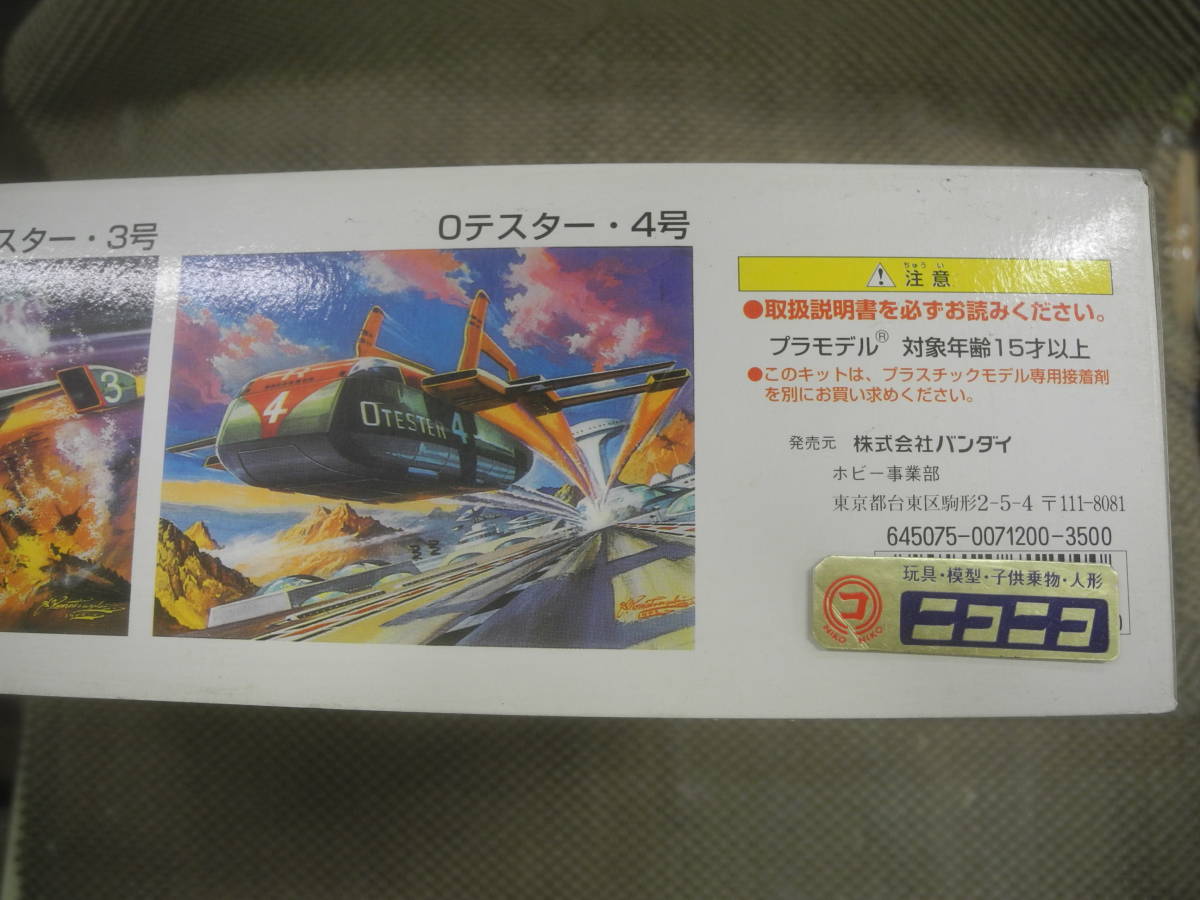 スター・3号
0テスター・4号
3
4
0TESTER 4
ちゅうい
注意
●取扱説明書を必ずお読みください。
プラモデル® 対象年齢15才以上
●このキットは、プラスチックモデル専用接着剤
を別にお買い求めください。
発売元 株式会社バンダイ
ホビー事業部
東京都台東区駒形2-5-4 〒111-8081
645075-0071200-3500
玩具・模型・子供乗物・人形
コ
NIKO NIKO
ニコニコ